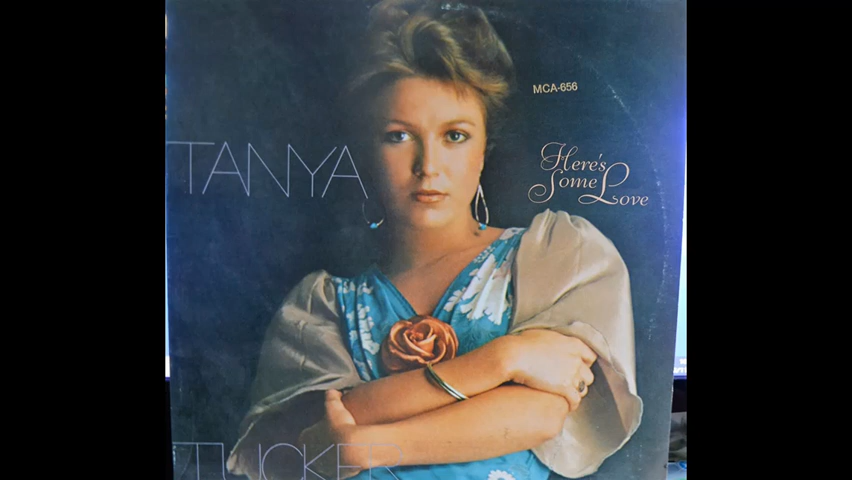 MCA-656
TANYA
Here's
Some Love
TUCKER